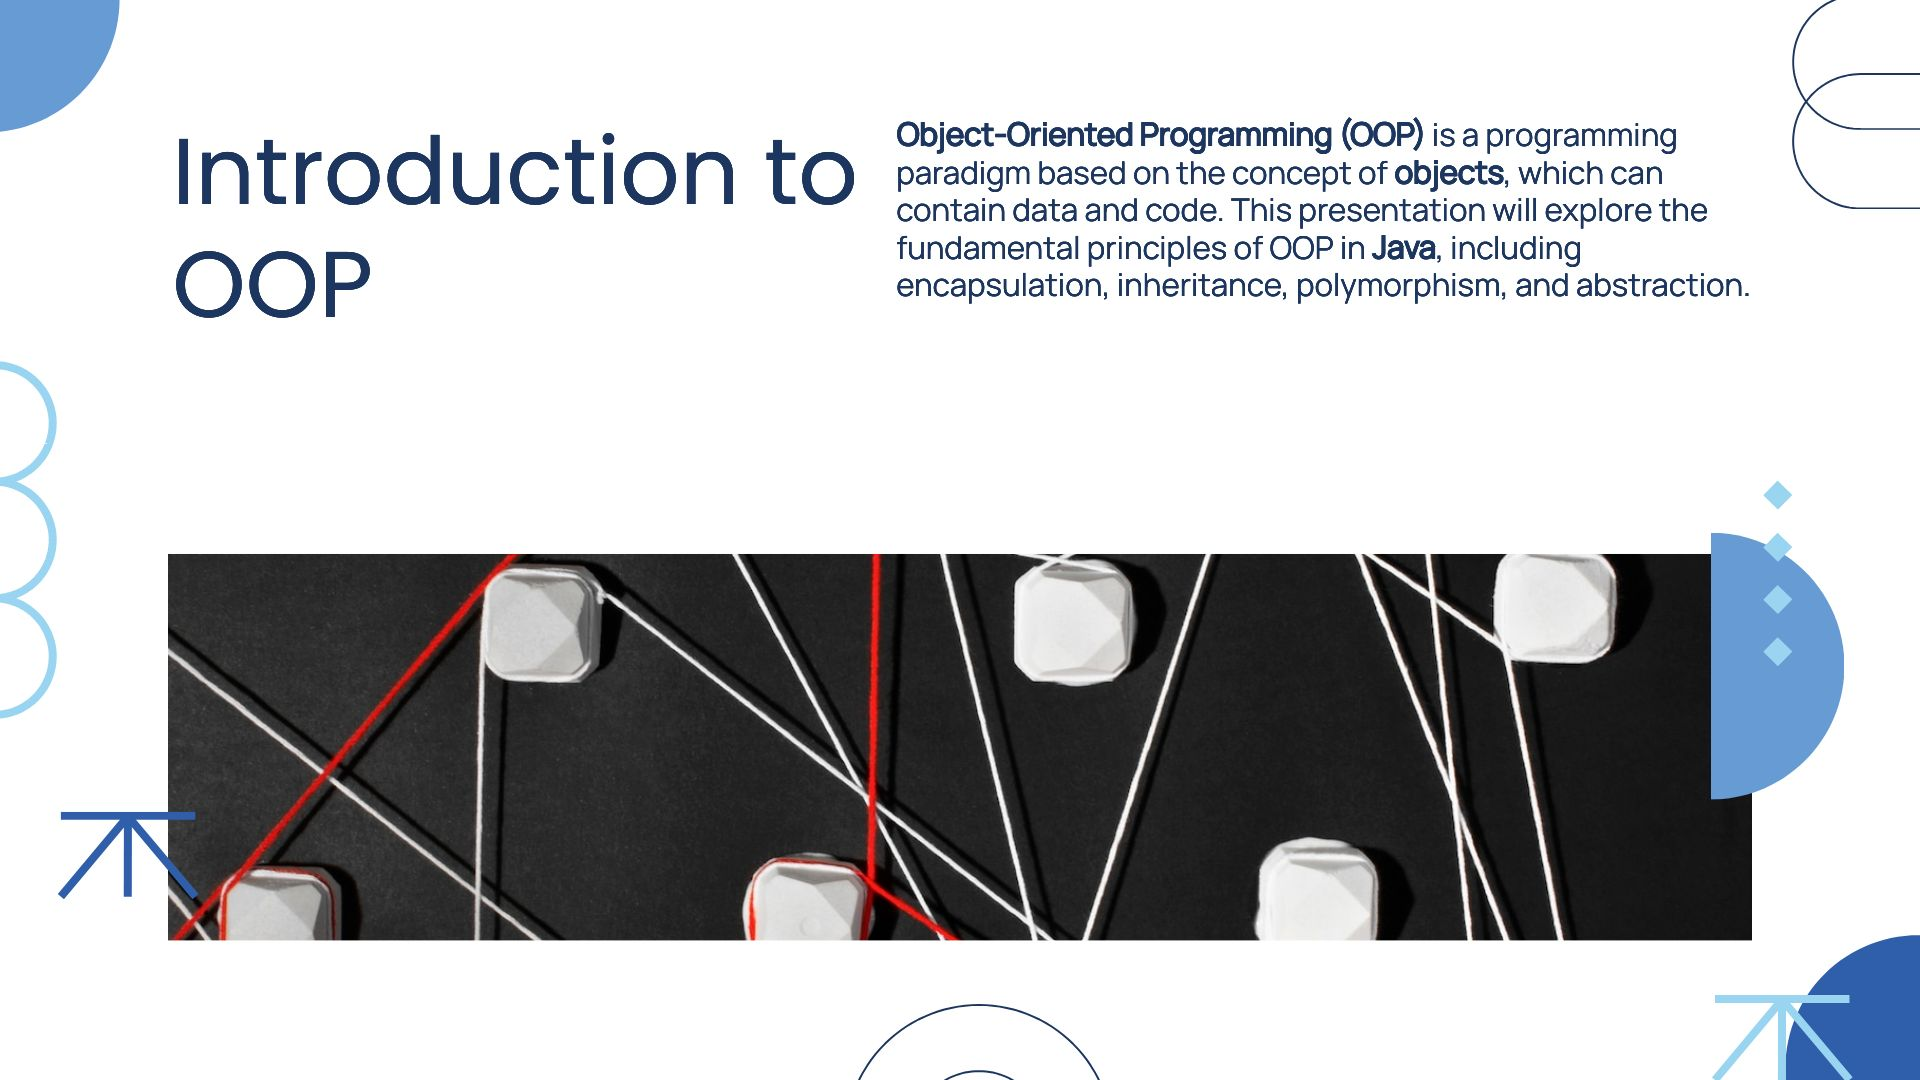 Introduction to
OOP
Object-Oriented Programming (OOP) is a programming
paradigm based on the concept of objects, which can
contain data and code. This presentation will explore the
fundamental principles of OOP in Java, including
encapsulation, inheritance, polymorphism, and abstraction.